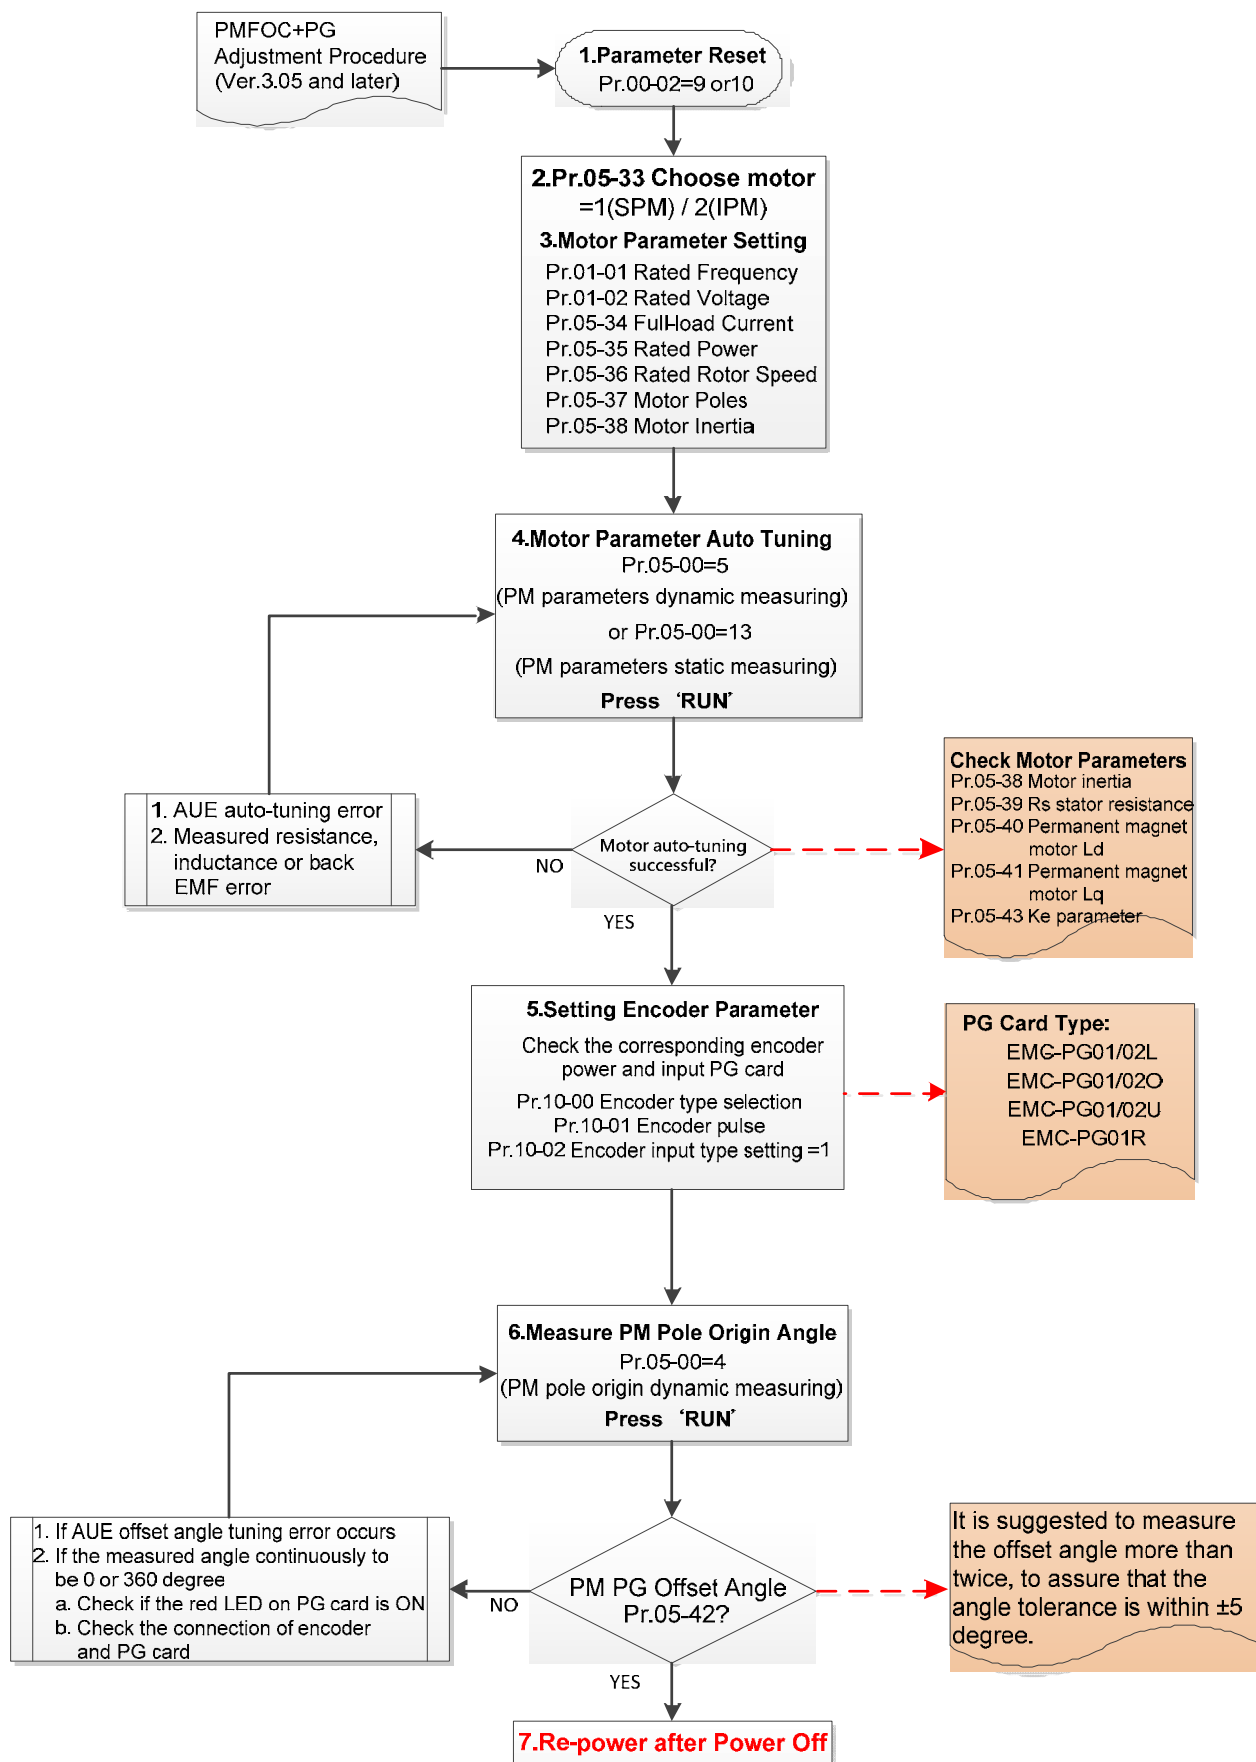 PMFOC+PG
Adjustment Procedure
(Ver.3.05 and later)
1.Parameter Reset
Pr.00-02=9 or10
2.Pr.05-33 Choose motor
=1(SPM) / 2(IPM)
3.Motor Parameter Setting
Pr.01-01 Rated Frequency
Pr.01-02 Rated Voltage
Pr.05-34 Full-load Current
Pr.05-35 Rated Power
Pr.05-36 Rated Rotor Speed
Pr.05-37 Motor Poles
Pr.05-38 Motor Inertia
4.Motor Parameter Auto Tuning
Pr.05-00=5
(PM parameters dynamic measuring)
or Pr.05-00=13
(PM parameters static measuring)
Press ‘RUN’
Motor auto-tuning
successful?
NO
YES
1. AUE auto-tuning error
2. Measured resistance,
inductance or back
EMF error
Check Motor Parameters
Pr.05-38 Motor inertia
Pr.05-39 Rs stator resistance
Pr.05-40 Permanent magnet
motor Ld
Pr.05-41 Permanent magnet
motor Lq
Pr.05-43 Ke parameter
5.Setting Encoder Parameter
Check the corresponding encoder
power and input PG card
Pr.10-00 Encoder type selection
Pr.10-01 Encoder pulse
Pr.10-02 Encoder input type setting =1
PG Card Type:
EMC-PG01/02L
EMC-PG01/02O
EMC-PG01/02U
EMC-PG01R
6.Measure PM Pole Origin Angle
Pr.05-00=4
(PM pole origin dynamic measuring)
Press ‘RUN’
PM PG Offset Angle
Pr.05-42?
NO
YES
1. If AUE offset angle tuning error occurs
2. If the measured angle continuously to
be 0 or 360 degree
a. Check if the red LED on PG card is ON
b. Check the connection of encoder
and PG card
It is suggested to measure
the offset angle more than
twice, to assure that the
angle tolerance is within ±5
degree.
7.Re-power after Power Off